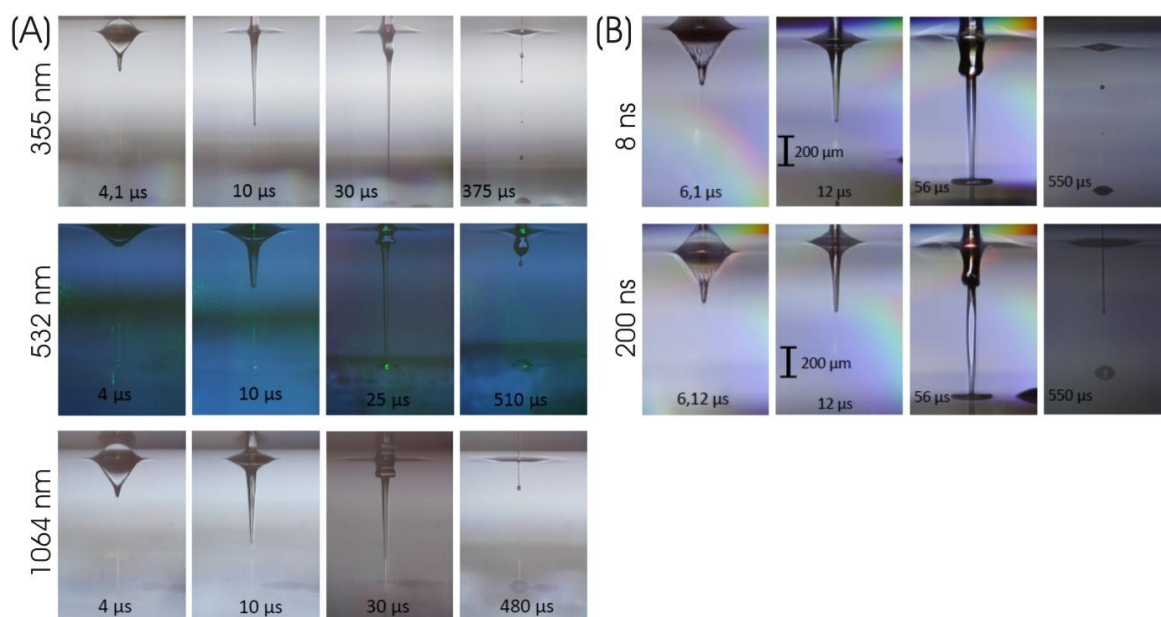 (A)
355 nm
4,1 µs
10 µs
30 µs
375 µs
532 nm
4 µs
10 µs
25 µs
510 µs
1064 nm
4 µs
10 µs
30 µs
480 µs
(B)
8 ns
6,1 µs
200 µm
12 µs
56 µs
550 µs
200 ns
6,12 µs
200 µm
12 µs
56 µs
550 µs